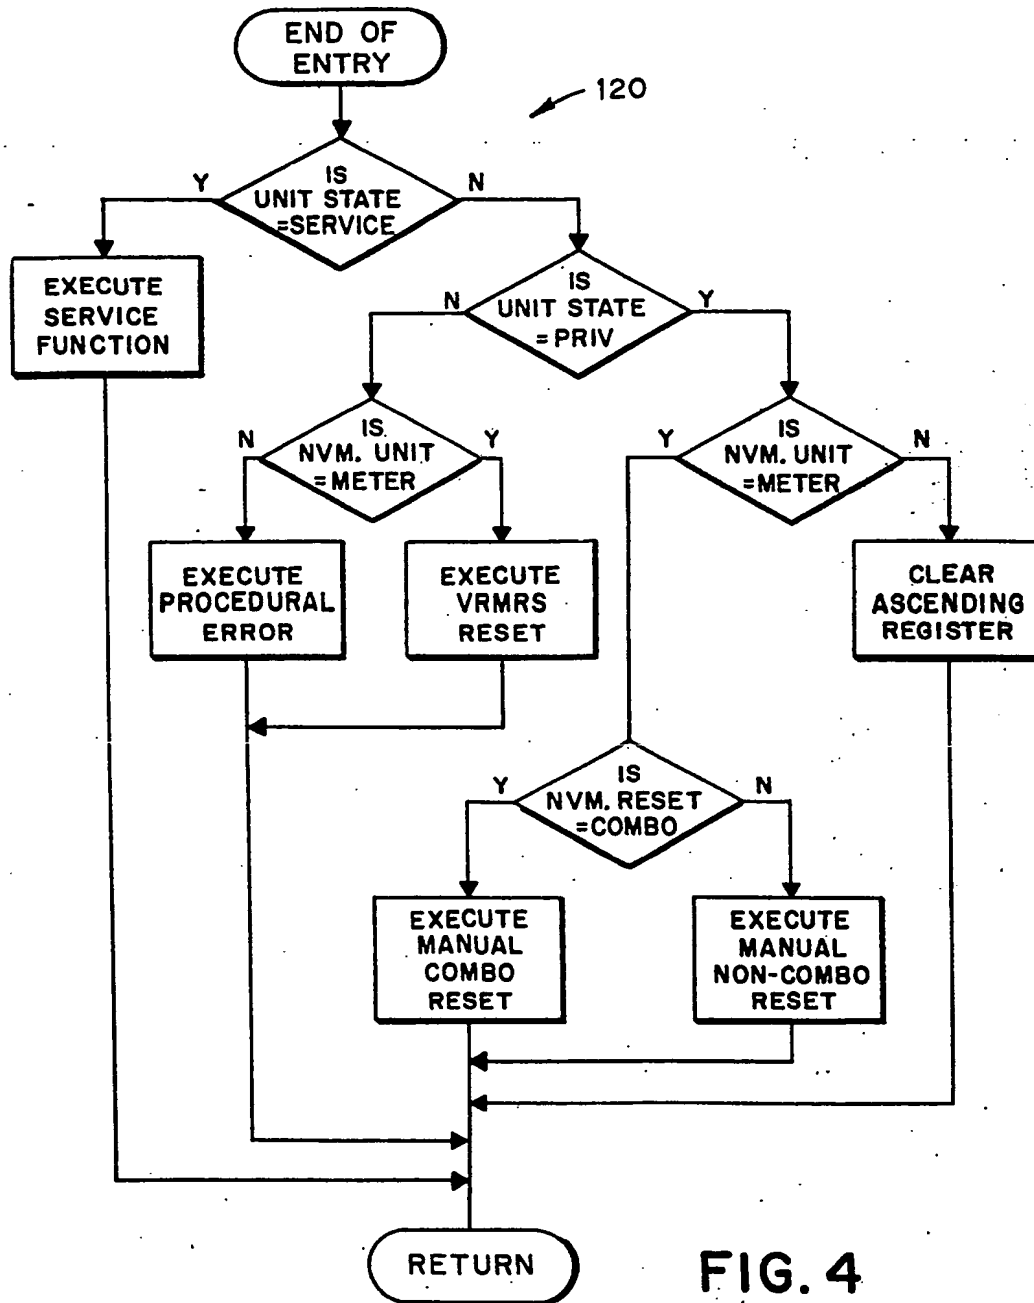 END OF
ENTRY
120
IS
UNIT STATE
=SERVICE
Y
N
EXECUTE
SERVICE
FUNCTION
IS
UNIT STATE
=PRIV
N
Y
IS
NVM. UNIT
=METER
N
Y
IS
NVM. UNIT
=METER
Y
N
EXECUTE
PROCEDURAL
ERROR
EXECUTE
VRMRS
RESET
CLEAR
ASCENDING
REGISTER
IS
NVM. RESET
=COMBO
Y
N
EXECUTE
MANUAL
COMBO
RESET
EXECUTE
MANUAL
NON-COMBO
RESET
RETURN
FIG. 4